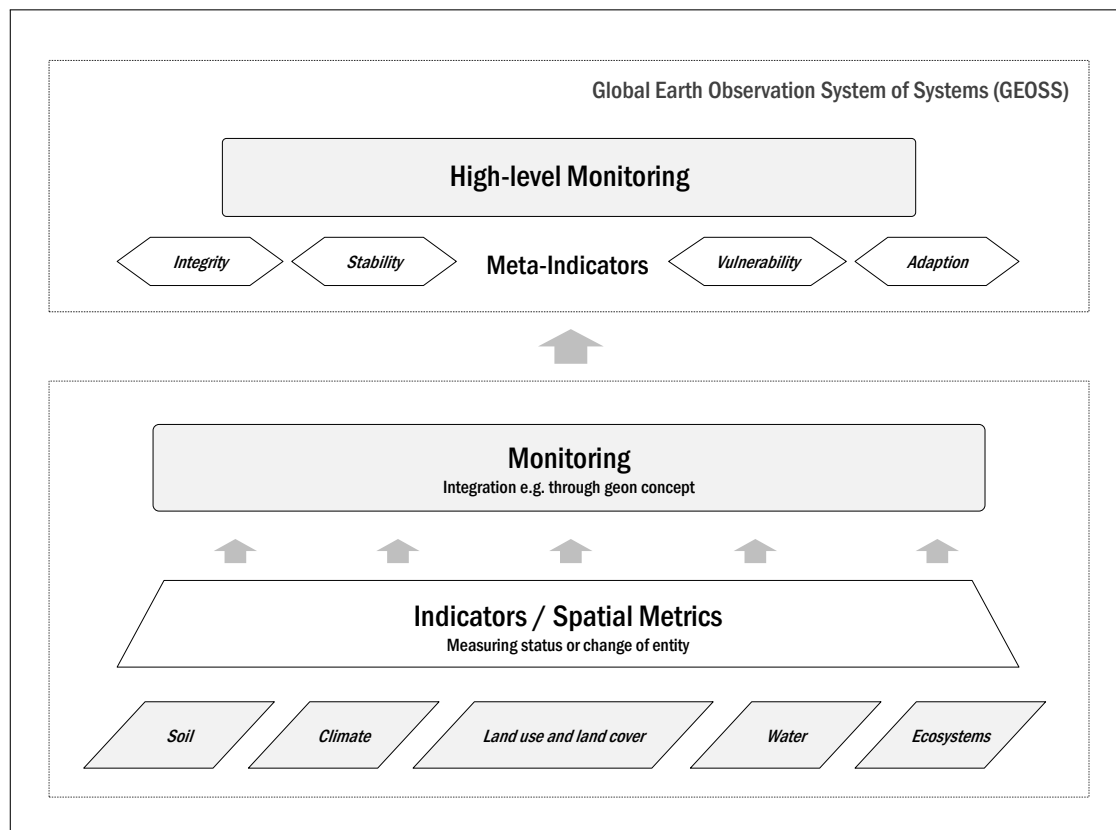 Global Earth Observation System of Systems (GEOSS)
High-level Monitoring
Integrity
Stability
Meta-Indicators
Vulnerability
Adaption
Monitoring
Integration e.g. through geon concept
Indicators / Spatial Metrics
Measuring status or change of entity
Soil
Climate
Land use and land cover
Water
Ecosystems